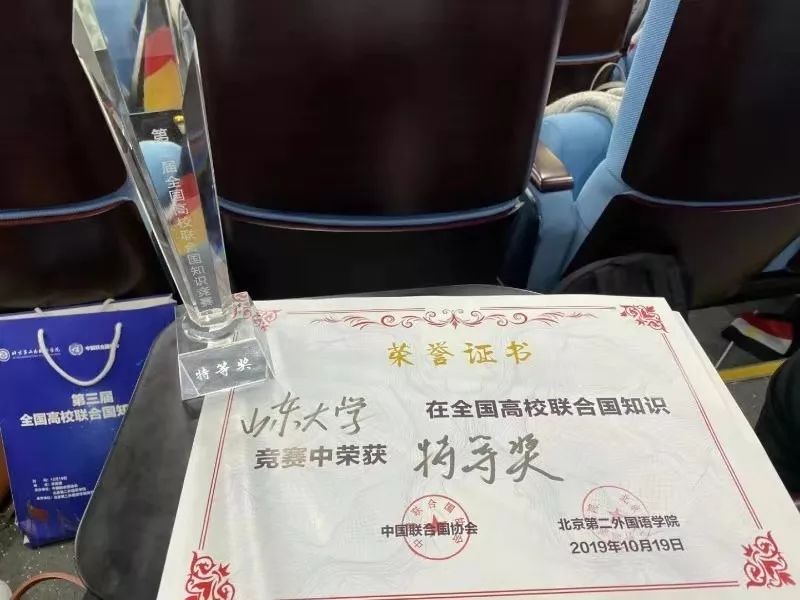 全国高校联合国知识竞赛
特等奖
第三届
全国高校联合国知
荣誉证书
山东大学 在全国高校联合国知识
竞赛中荣获 特等奖
中国联合国协会 北京第二外国语学院
2019年10月19日